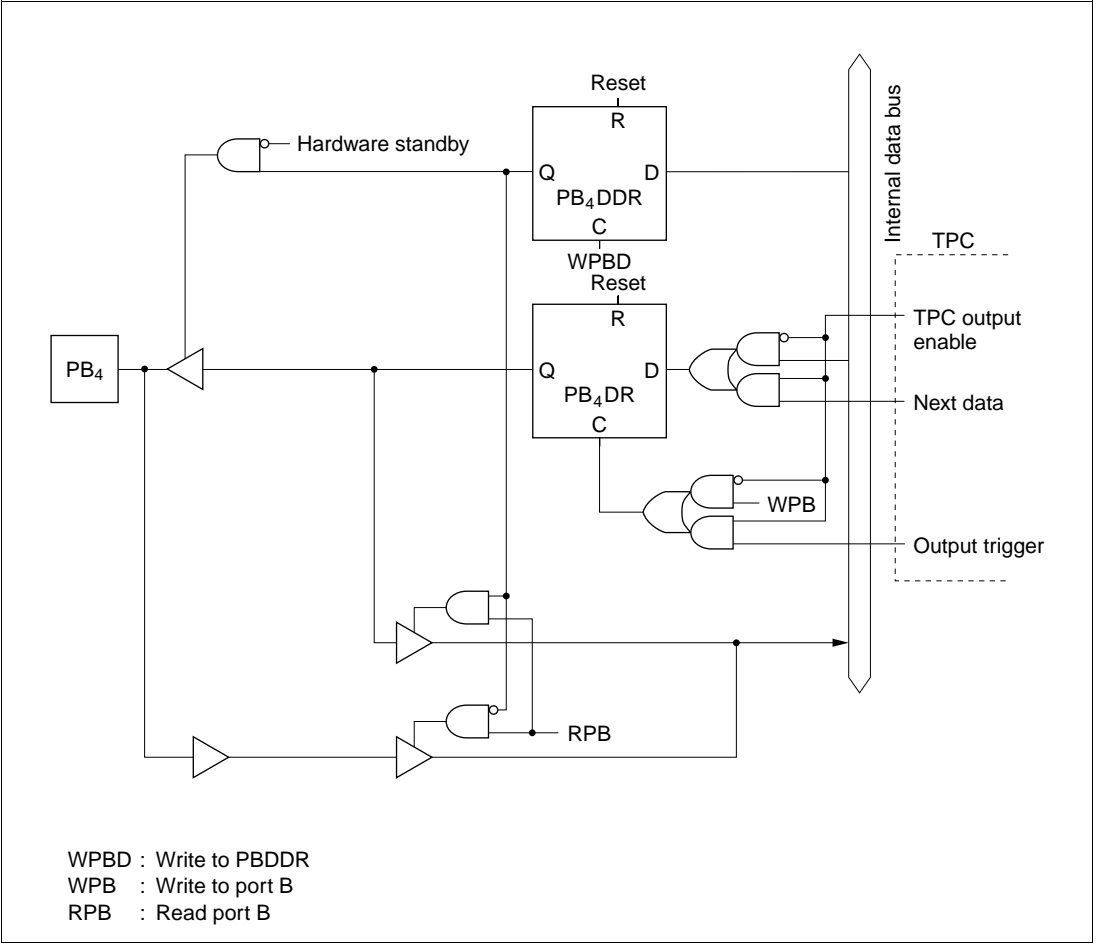 Reset
R
Hardware standby
Internal data bus
Q
D
PB₄DDR
C
TPC
WPBD
Reset
R
TPC output
enable
PB₄
Q
D
PB₄DR
Next data
C
WPB
Output trigger
RPB
WPBD : Write to PBDDR
WPB : Write to port B
RPB : Read port B